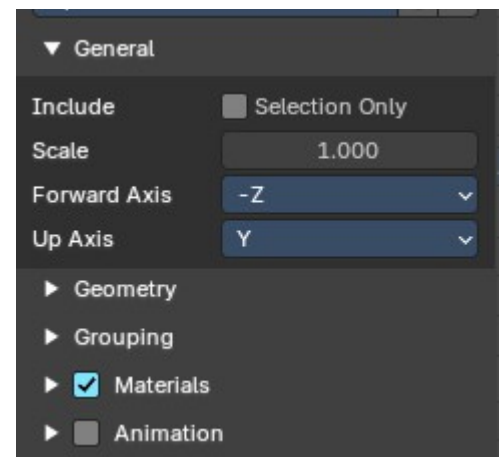 General
Include Selection Only
Scale 1.000
Forward Axis -Z
Up Axis Y
Geometry
Grouping
Materials
Animation